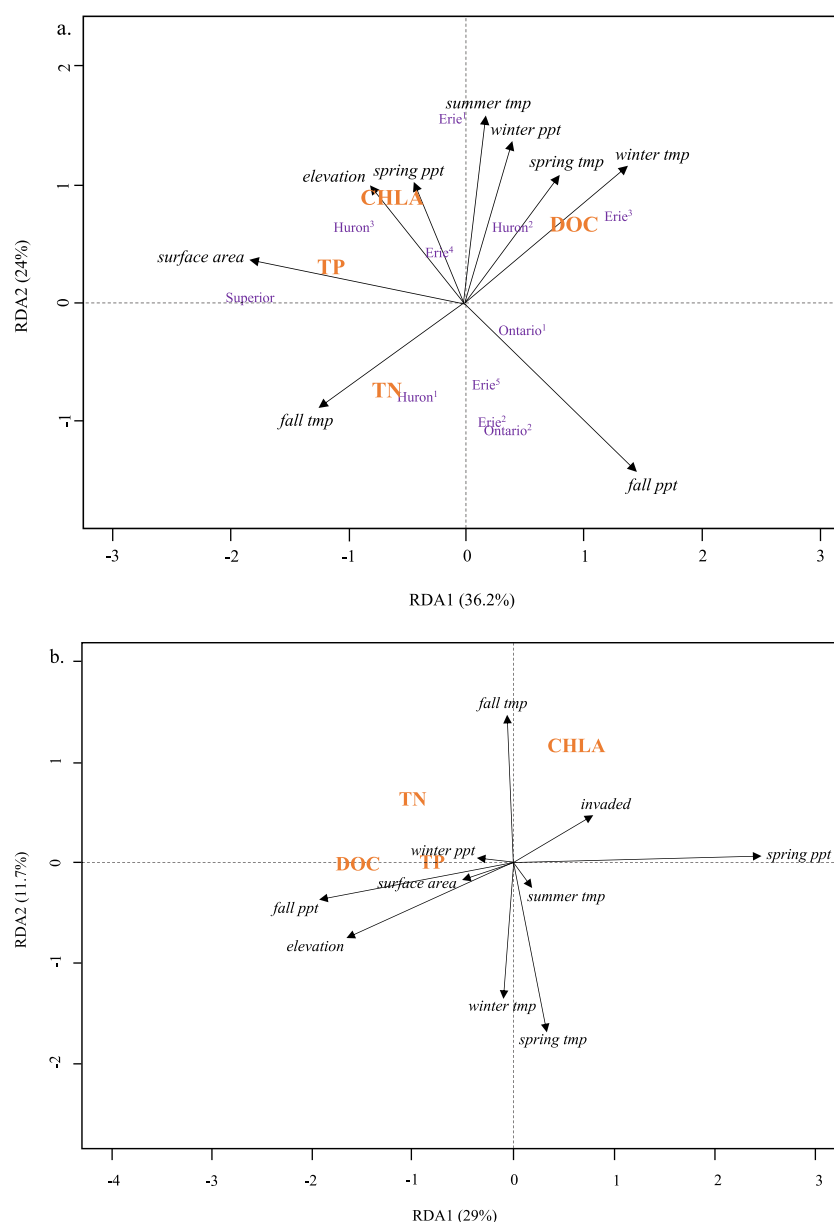 a.
2
summer tmp
Erie¹
winter ppt
spring ppt
spring tmp
winter tmp
elevation
1
CHLA
Huron³
Huron²
DOC
Erie³
Erie⁴
surface area
TP
RDA2 (24%)
0
Superior
Ontario¹
TN
Huron¹
Erie⁵
fall tmp
-1
Erie²
Ontario²
fall ppt
-3
-2
-1
0
1
2
3
RDA1 (36.2%)
b.
2
fall tmp
CHLA
1
TN
invaded
winter ppt
spring ppt
0
DOC
TP
surface area
summer tmp
RDA2 (11.7%)
fall ppt
elevation
-1
winter tmp
spring tmp
-2
-4
-3
-2
-1
0
1
2
3
RDA1 (29%)